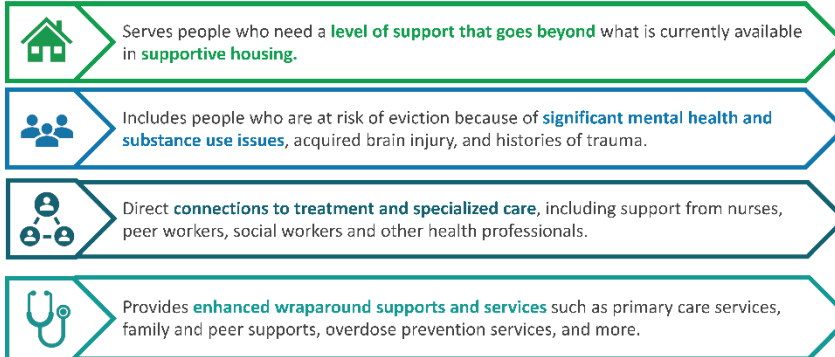 Serves people who need a level of support that goes beyond what is currently available
in supportive housing.
Includes people who are at risk of eviction because of significant mental health and
substance use issues, acquired brain injury, and histories of trauma.
Direct connections to treatment and specialized care, including support from nurses,
peer workers, social workers and other health professionals.
Provides enhanced wraparound supports and services such as primary care services,
family and peer supports, overdose prevention services, and more.